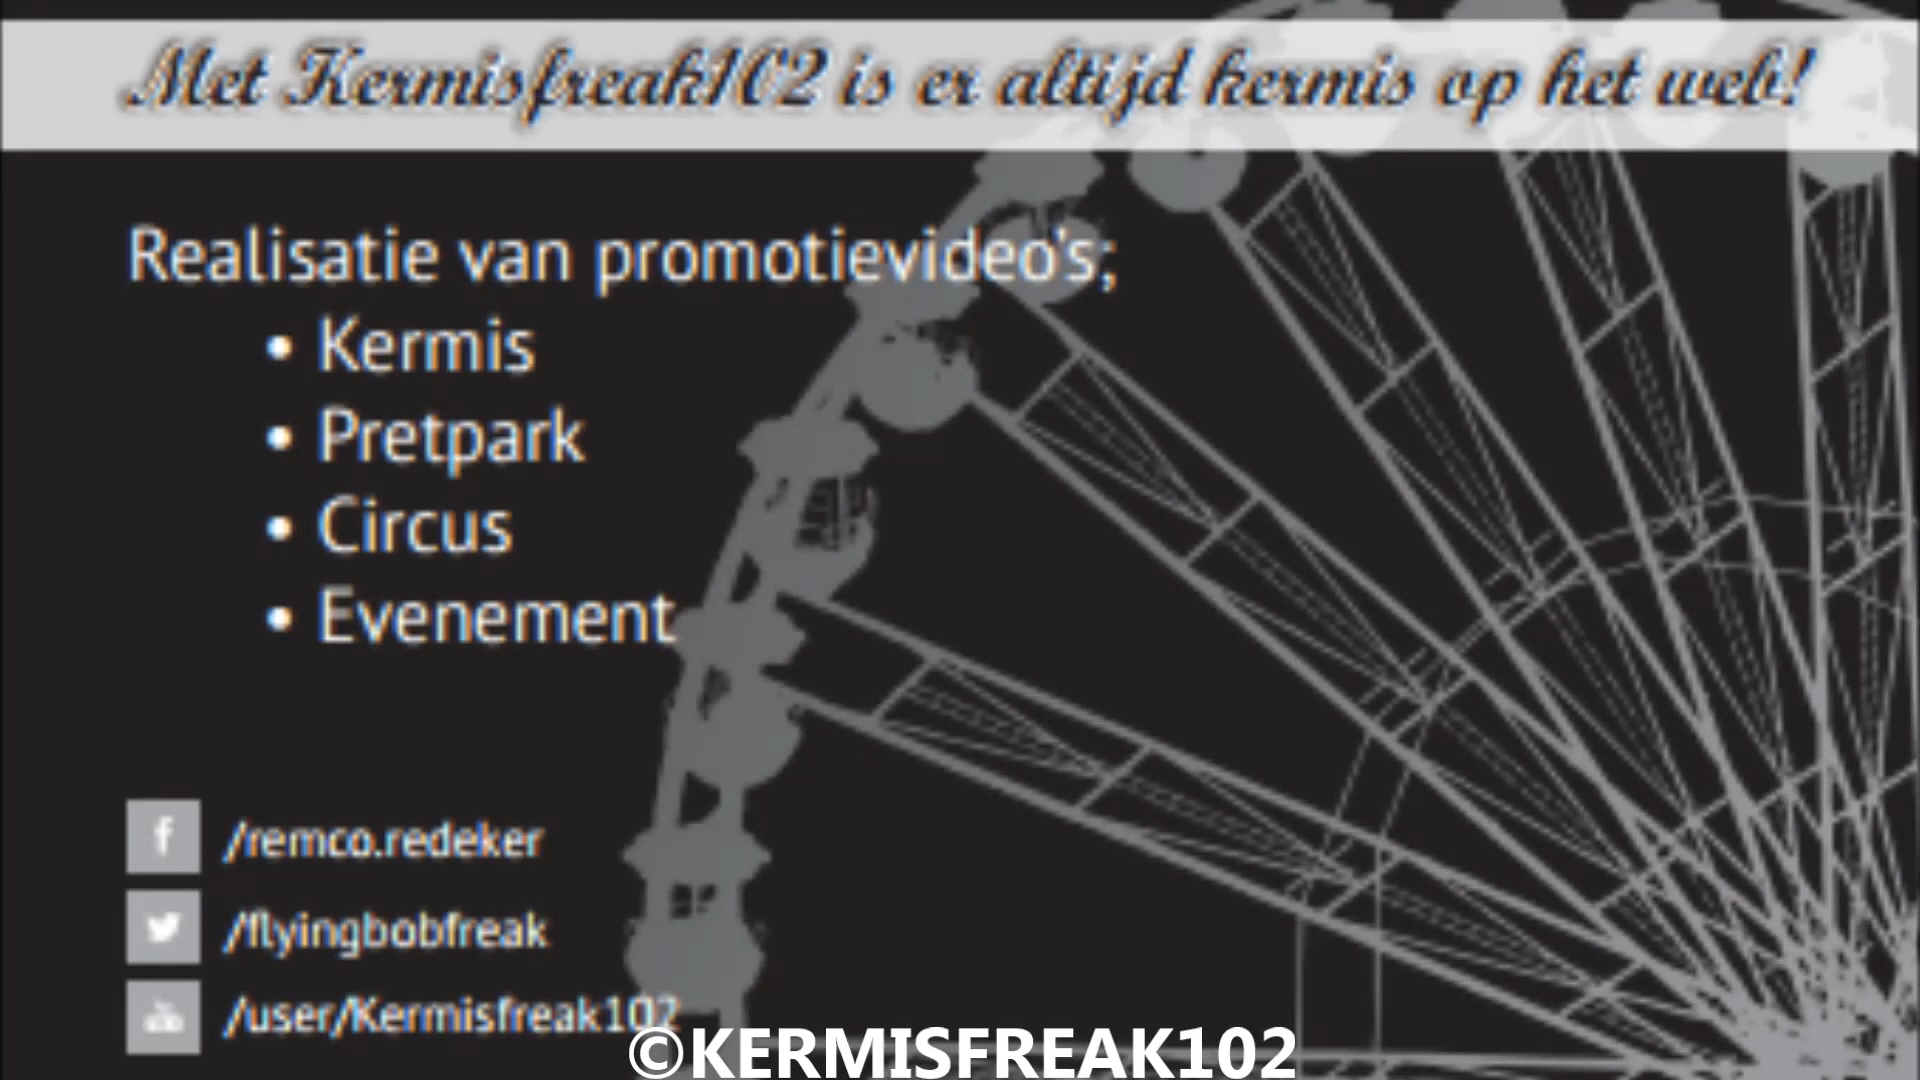 Met Kermisfreak102 is er altijd kermis op het web!
Realisatie van promotievideo's;
• Kermis
• Pretpark
• Circus
• Evenement
f /remco.redeker
/flyingbobfreak
/user/Kermisfreak102
©KERMISFREAK102